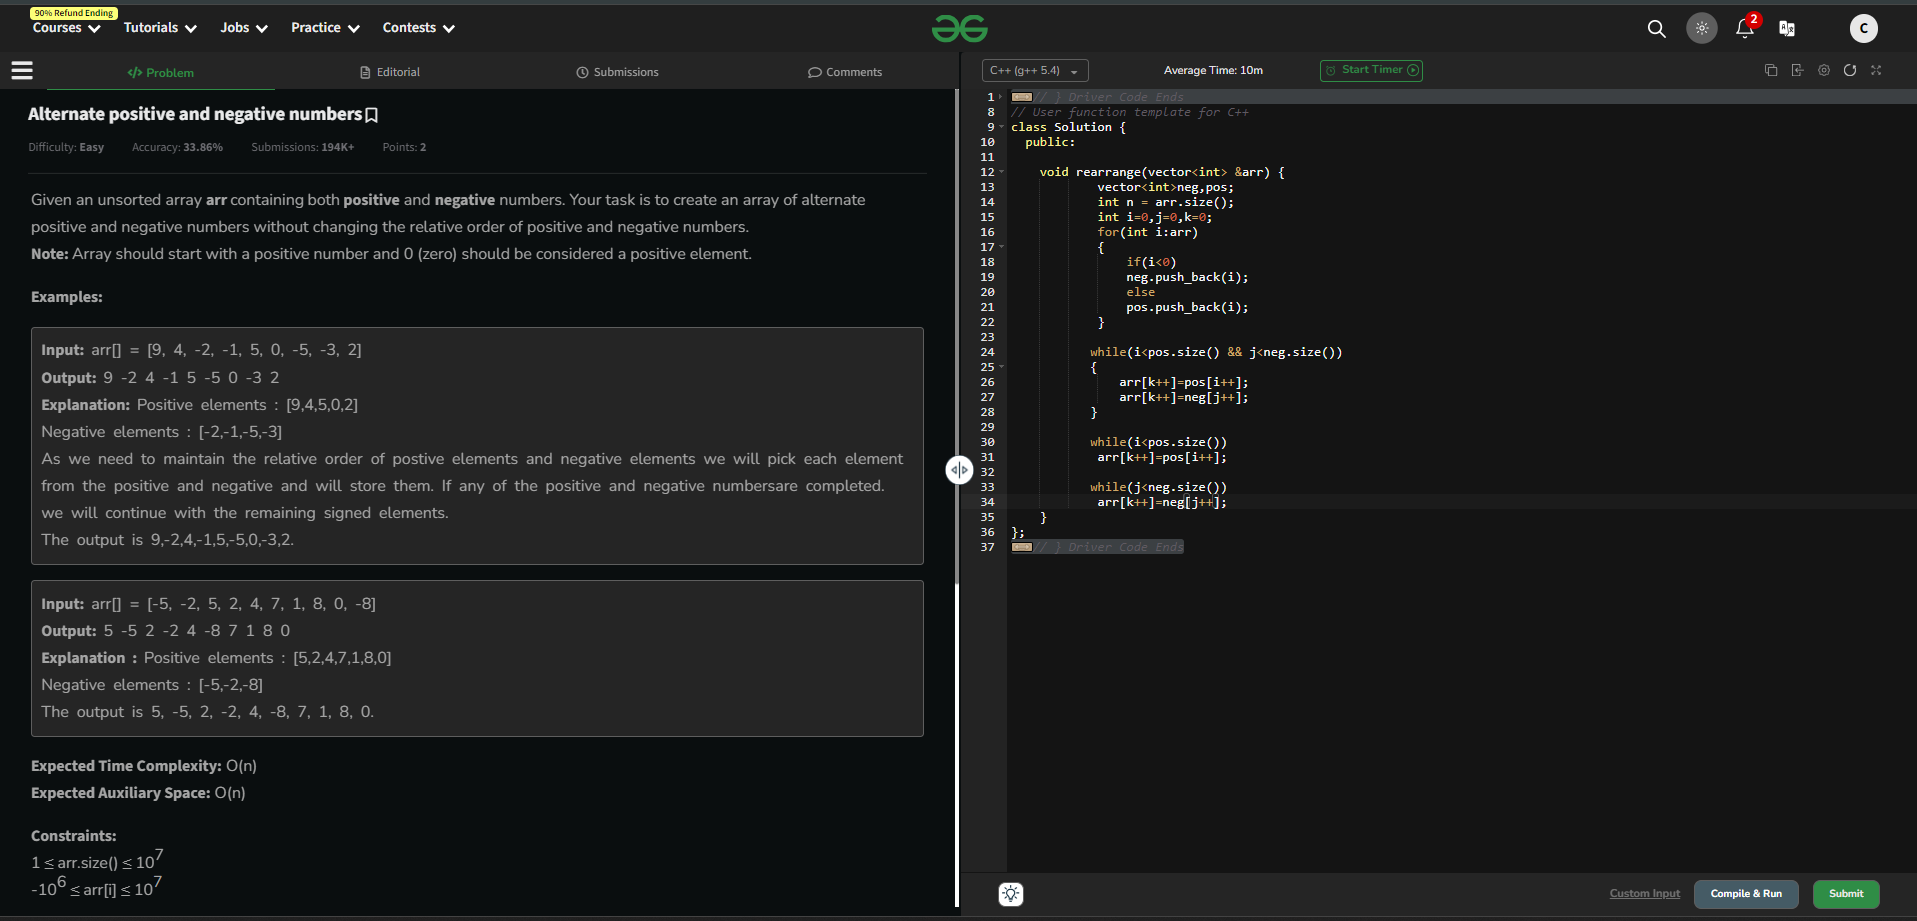 90% Refund Ending
Courses Tutorials Jobs Practice Contests
2
C
</> Problem Editorial Submissions Comments
Alternate positive and negative numbers
Difficulty: Easy Accuracy: 33.86% Submissions: 194K+ Points: 2
Given an unsorted array arr containing both positive and negative numbers. Your task is to create an array of alternate
positive and negative numbers without changing the relative order of positive and negative numbers.
Note: Array should start with a positive number and 0 (zero) should be considered a positive element.
Examples:
Input: arr[] = [9, 4, -2, -1, 5, 0, -5, -3, 2]
Output: 9 -2 4 -1 5 -5 0 -3 2
Explanation: Positive elements : [9,4,5,0,2]
Negative elements : [-2,-1,-5,-3]
As we need to maintain the relative order of postive elements and negative elements we will pick each element
from the positive and negative and will store them. If any of the positive and negative numbersare completed.
we will continue with the remaining signed elements.
The output is 9,-2,4,-1,5,-5,0,-3,2.
Input: arr[] = [-5, -2, 5, 2, 4, 7, 1, 8, 0, -8]
Output: 5 -5 2 -2 4 -8 7 1 8 0
Explanation : Positive elements : [5,2,4,7,1,8,0]
Negative elements : [-5,-2,-8]
The output is 5, -5, 2, -2, 4, -8, 7, 1, 8, 0.
Expected Time Complexity: O(n)
Expected Auxiliary Space: O(n)
Constraints:
1 ≤ arr.size() ≤ 10^7
-10^6 ≤ arr[i] ≤ 10^7
C++ (g++ 5.4) Average Time: 10m Start Timer
1 // } Driver Code Ends
8 // User function template for C++
9 class Solution {
10 public:
11
12 void rearrange(vector<int> &arr) {
13 vector<int>neg,pos;
14 int n = arr.size();
15 int i=0,j=0,k=0;
16 for(int i:arr)
17 {
18 if(i<0)
19 neg.push_back(i);
20 else
21 pos.push_back(i);
22 }
23
24 while(i<pos.size() && j<neg.size())
25 {
26 arr[k++]=pos[i++];
27 arr[k++]=neg[j++];
28 }
29
30 while(i<pos.size())
31 arr[k++]=pos[i++];
32
33 while(j<neg.size())
34 arr[k++]=neg[j++];
35 }
36 };
37 // } Driver Code Ends
Custom Input Compile & Run Submit